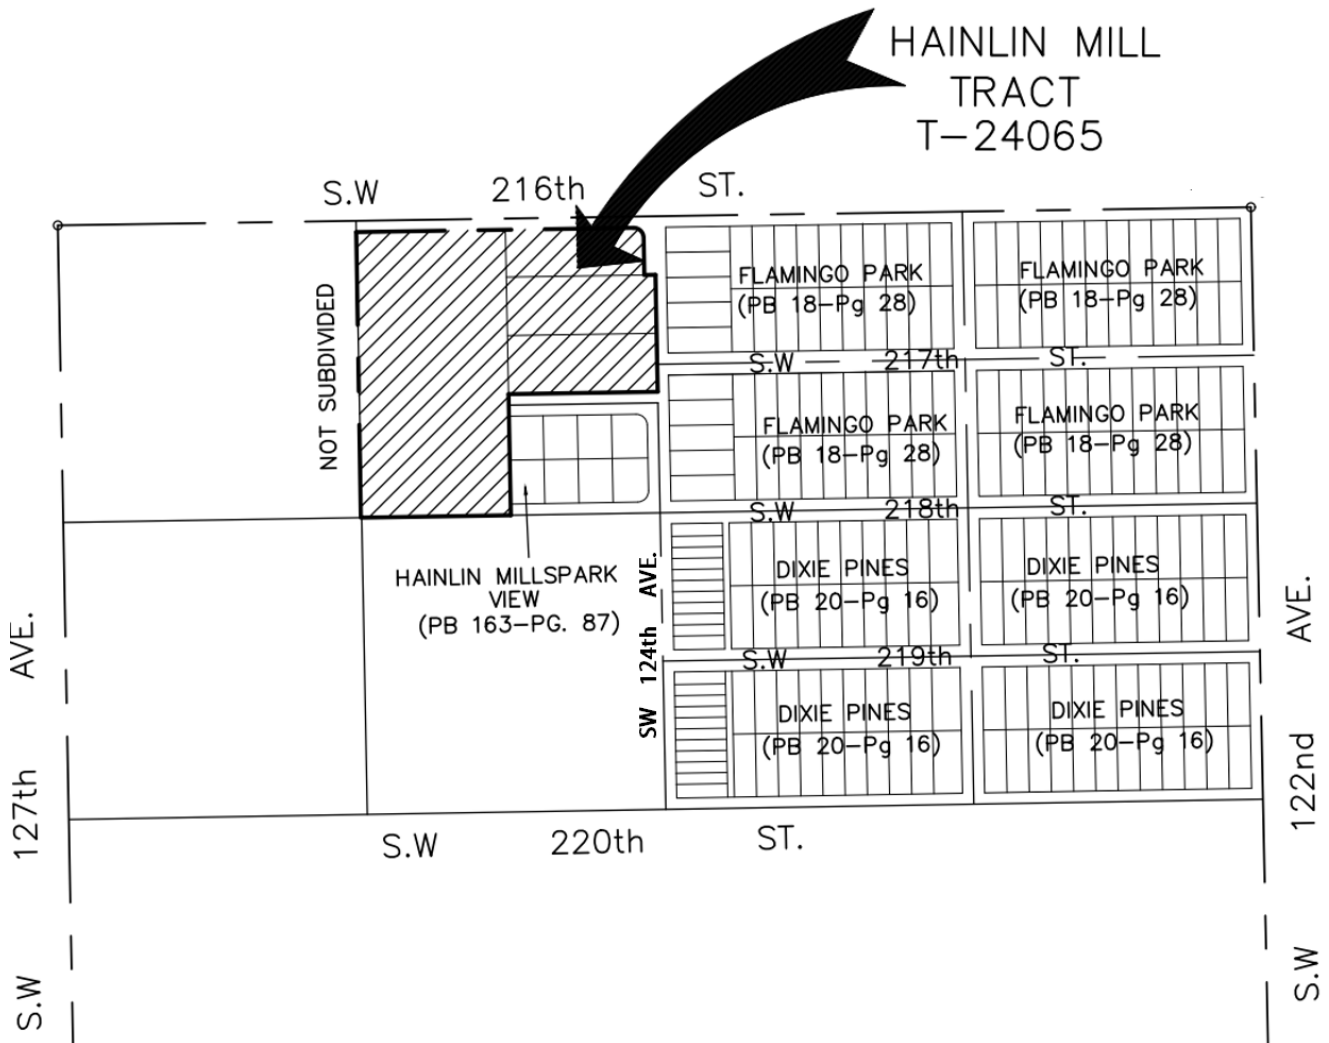 HAINLIN MILL
TRACT
T-24065
S.W 216th ST.
NOT SUBDIVIDED
FLAMINGO PARK
(PB 18-Pg 28)
FLAMINGO PARK
(PB 18-Pg 28)
S.W 217th ST.
FLAMINGO PARK
(PB 18-Pg 28)
FLAMINGO PARK
(PB 18-Pg 28)
S.W 218th ST.
HAINLIN MILLSPARK
VIEW
(PB 163-PG. 87)
SW 124th AVE.
DIXIE PINES
(PB 20-Pg 16)
DIXIE PINES
(PB 20-Pg 16)
S.W 219th ST.
DIXIE PINES
(PB 20-Pg 16)
DIXIE PINES
(PB 20-Pg 16)
S.W 220th ST.
S.W 127th AVE.
S.W 122nd AVE.